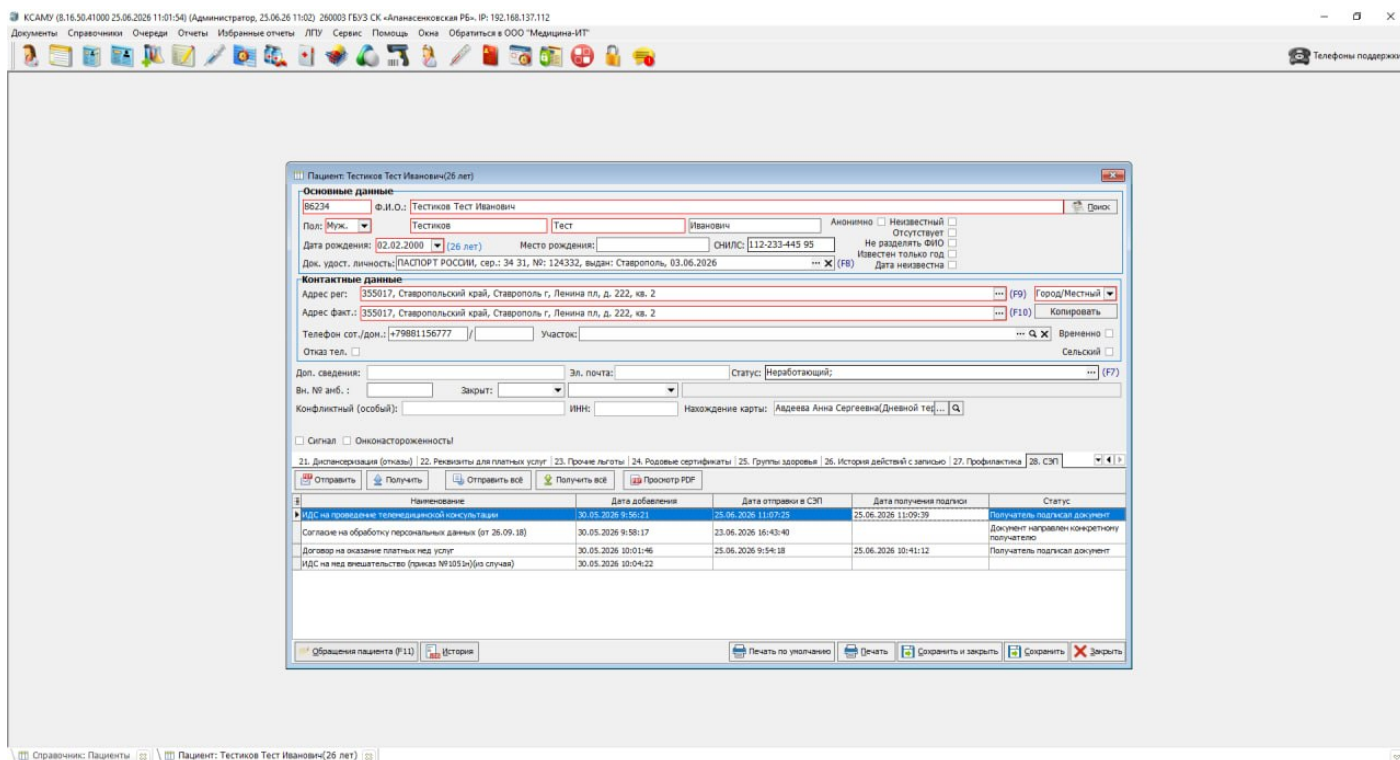 КСАМУ (8.16.50.41000 25.06.2026 11:01:54) (Администратор, 25.06.26 11:02) 260003 ГБУЗ СК «Апанасенковская РБ». IP: 192.168.137.112
Документы Справочники Очереди Отчеты Избранные отчеты ЛПУ Сервис Помощь Окна Обратиться в ООО "Медицина-ИТ"
Телефоны поддержки
Пациент: Тестиков Тест Иванович(26 лет)
Основные данные
86234 Ф.И.О.: Тестиков Тест Иванович Поиск
Пол: Муж. Тестиков Тест Иванович Анонимно Неизвестный
Отсутствует
Дата рождения: 02.02.2000 (26 лет) Место рождения: СНИЛС: 112-233-445 95 Не разделять ФИО
Известен только год
Док. удост. личность: ПАСПОРТ РОССИИ, сер.: 34 31, №: 124332, выдан: Ставрополь, 03.06.2026 ... X (F8) Дата неизвестна
Контактные данные
Адрес рег: 355017, Ставропольский край, Ставрополь г, Ленина пл, д. 222, кв. 2 ... (F9) Город/Местный
Адрес факт.: 355017, Ставропольский край, Ставрополь г, Ленина пл, д. 222, кв. 2 ... (F10) Копировать
Телефон сот./дом.: +79881156777 / Участок: ... X Временно
Отказ тел. Сельский
Доп. сведения: Эл. почта: Статус: Неработающий; ... (F7)
Вн. № амб. : Закрыт:
Конфликтный (особый): ИНН: Нахождение карты: Авдеева Анна Сергеевна(Дневной тер ...
Сигнал Онконастороженность!
21. Диспансеризация (отказы) 22. Реквизиты для платных услуг 23. Прочие льготы 24. Родовые сертификаты 25. Группы здоровья 26. История действий с записью 27. Профилактика 28. СЭП
Отправить Получить Отправить всё Получить всё Просмотр PDF
Наименование Дата добавления Дата отправки в СЭП Дата получения подписи Статус
ИДС на проведение телемедицинской консультации 30.05.2026 9:56:21 25.06.2026 11:07:25 25.06.2026 11:09:39 Получатель подписал документ
Согласие на обработку персональных данных (от 26.09.18) 30.05.2026 9:58:17 23.06.2026 16:43:40 Документ направлен конкретному получателю
Договор на оказание платных мед услуг 30.05.2026 10:01:46 25.06.2026 9:54:18 25.06.2026 10:41:12 Получатель подписал документ
ИДС на мед вмешательство (приказ №1051н)(из случая) 30.05.2026 10:04:22
Обращения пациента (F11) История Печать по умолчанию Печать Сохранить и закрыть Сохранить Закрыть
Справочник: Пациенты Пациент: Тестиков Тест Иванович(26 лет)